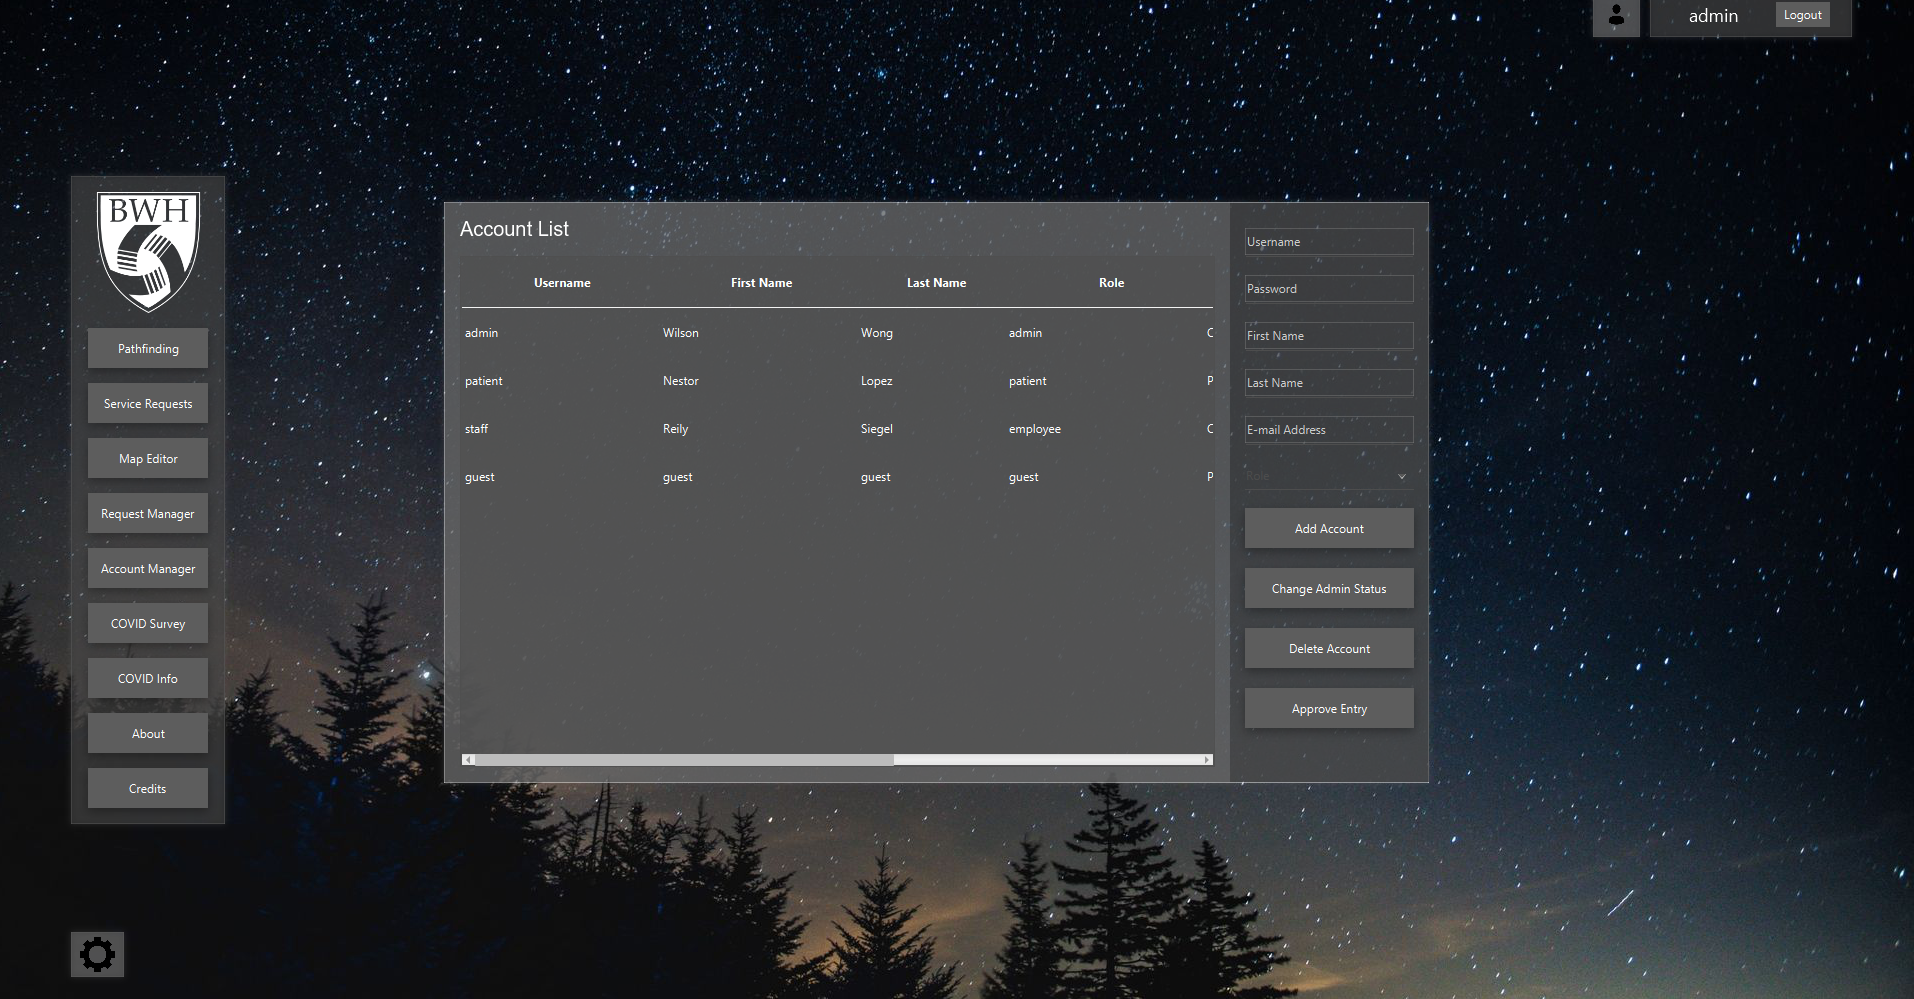 admin
Logout
BWH
Pathfinding
Service Requests
Map Editor
Request Manager
Account Manager
COVID Survey
COVID Info
About
Credits
Account List
Username First Name Last Name Role
admin Wilson Wong admin C
patient Nestor Lopez patient P
staff Reily Siegel employee C
guest guest guest guest P
Username
Password
First Name
Last Name
E-mail Address
Role
Add Account
Change Admin Status
Delete Account
Approve Entry